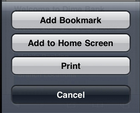 Add Bookmark
Add to Home Screen
Print
Cancel